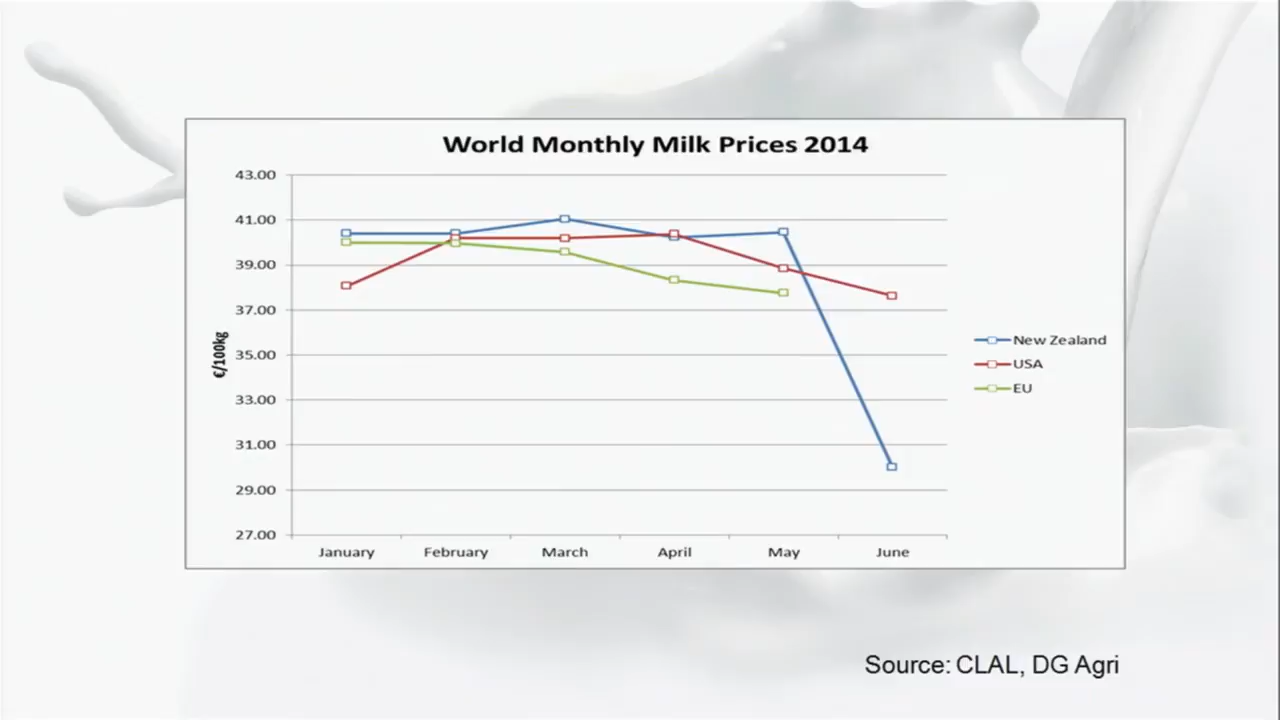 World Monthly Milk Prices 2014
43.00
41.00
39.00
37.00
35.00
33.00
31.00
29.00
27.00
€/100kg
January February March April May June
New Zealand
USA
EU
Source: CLAL, DG Agri